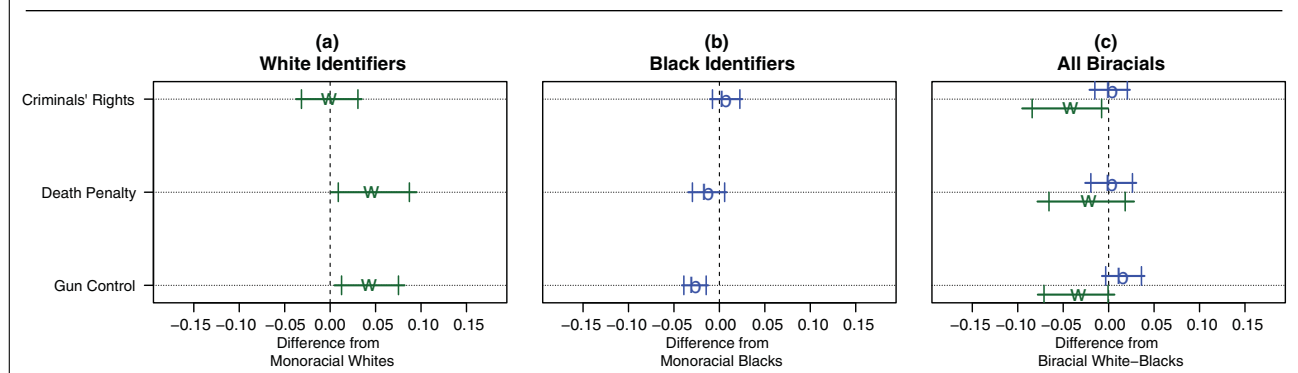 (a)
White Identifiers
(b)
Black Identifiers
(c)
All Biracials
Criminals' Rights
Death Penalty
Gun Control
W
W
W
b
b
b
b
W
b
W
b
W
−0.15 −0.10 −0.05 0.00 0.05 0.10 0.15
Difference from
Monoracial Whites
−0.15 −0.10 −0.05 0.00 0.05 0.10 0.15
Difference from
Monoracial Blacks
−0.15 −0.10 −0.05 0.00 0.05 0.10 0.15
Difference from
Biracial White−Blacks